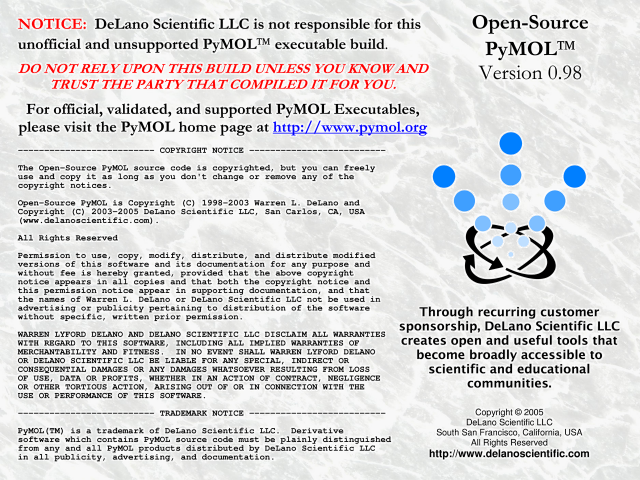 NOTICE: DeLano Scientific LLC is not responsible for this
unofficial and unsupported PyMOL™ executable build.
DO NOT RELY UPON THIS BUILD UNLESS YOU KNOW AND
TRUST THE PARTY THAT COMPILED IT FOR YOU.
For official, validated, and supported PyMOL Executables,
please visit the PyMOL home page at http://www.pymol.org
------------------------- COPYRIGHT NOTICE -------------------------
The Open-Source PyMOL source code is copyrighted, but you can freely
use and copy it as long as you don't change or remove any of the
copyright notices.
Open-Source PyMOL is Copyright (C) 1998-2003 Warren L. DeLano and
Copyright (C) 2003-2005 DeLano Scientific LLC, San Carlos, CA, USA
(www.delanoscientific.com).
All Rights Reserved
Permission to use, copy, modify, distribute, and distribute modified
versions of this software and its documentation for any purpose and
without fee is hereby granted, provided that the above copyright
notice appears in all copies and that both the copyright notice and
this permission notice appear in supporting documentation, and that
the names of Warren L. DeLano or DeLano Scientific LLC not be used in
advertising or publicity pertaining to distribution of the software
without specific, written prior permission.
WARREN LYFORD DELANO AND DELANO SCIENTIFIC LLC DISCLAIM ALL WARRANTIES
WITH REGARD TO THIS SOFTWARE, INCLUDING ALL IMPLIED WARRANTIES OF
MERCHANTABILITY AND FITNESS. IN NO EVENT SHALL WARREN LYFORD DELANO
OR DELANO SCIENTIFIC LLC BE LIABLE FOR ANY SPECIAL, INDIRECT OR
CONSEQUENTIAL DAMAGES OR ANY DAMAGES WHATSOEVER RESULTING FROM LOSS
OF USE, DATA OR PROFITS, WHETHER IN AN ACTION OF CONTRACT, NEGLIGENCE
OR OTHER TORTIOUS ACTION, ARISING OUT OF OR IN CONNECTION WITH THE
USE OR PERFORMANCE OF THIS SOFTWARE.
------------------------- TRADEMARK NOTICE -------------------------
PyMOL(TM) is a trademark of DeLano Scientific LLC. Derivative
software which contains PyMOL source code must be plainly distinguished
from any and all PyMOL products distributed by DeLano Scientific LLC
in all publicity, advertising, and documentation.
Open-Source
PyMOL™
Version 0.98
Through recurring customer
sponsorship, DeLano Scientific LLC
creates open and useful tools that
become broadly accessible to
scientific and educational
communities.
Copyright © 2005
DeLano Scientific LLC
South San Francisco, California, USA
All Rights Reserved
http://www.delanoscientific.com